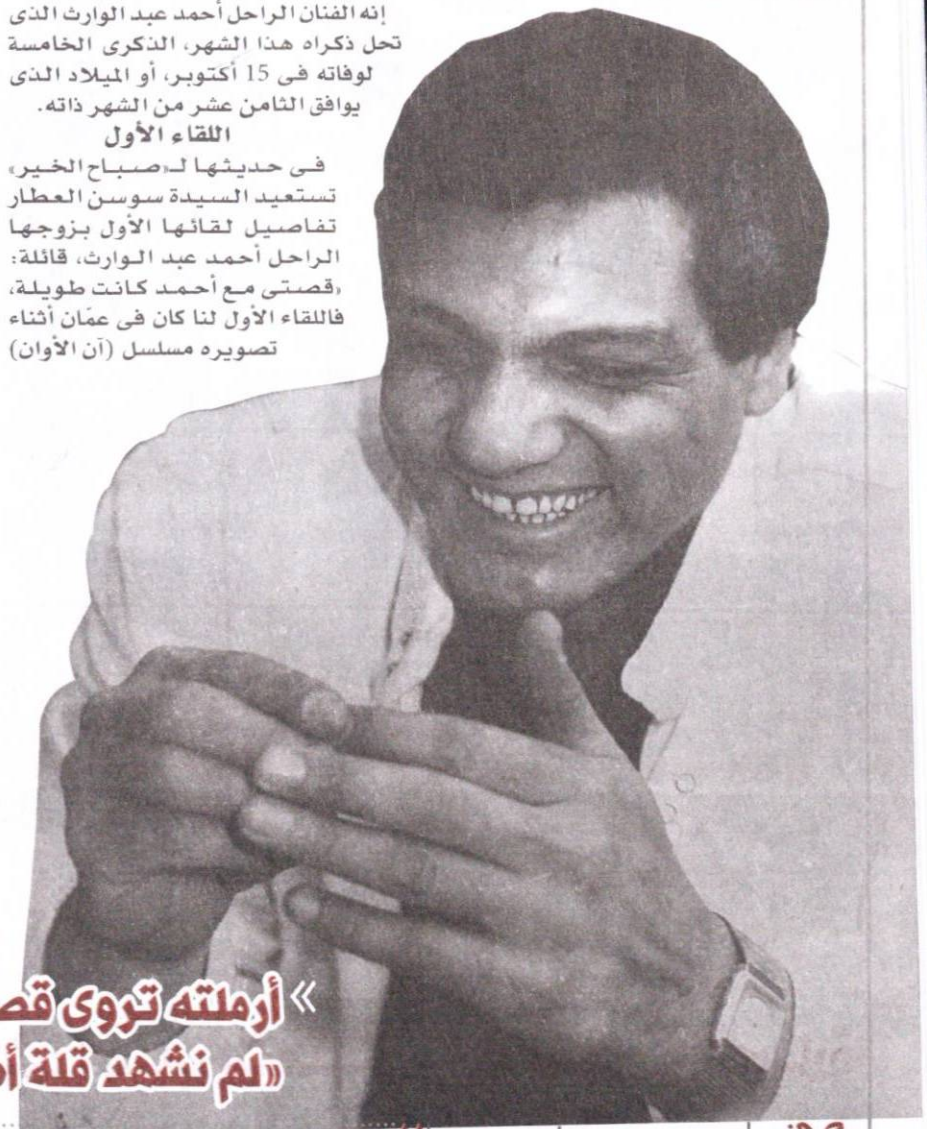 إنه الفنان الراحل أحمد عبد الوارث الذى
تحل ذكراه هذا الشهر، الذكرى الخامسة
لوفاته فى 15 أكتوبر، أو الميلاد الذى
يوافق الثامن عشر من الشهر ذاته.
اللقاء الأول
فى حديثها لـ«صباح الخير»
تستعيد السيدة سوسن العطار
تفاصيل لقائها الأول بزوجها
الراحل أحمد عبد الوارث، قائلة:
«قصتى مع أحمد كانت طويلة،
فاللقاء الأول لنا كان فى عمّان أثناء
تصويره مسلسل (آن الأوان)
» أرملته تروى
«لم نشهد قلة